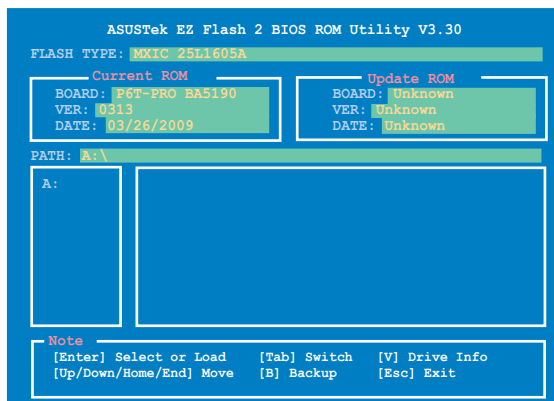 ASUSTek EZ Flash 2 BIOS ROM Utility V3.30
FLASH TYPE: MXIC 25L1605A
Current ROM
BOARD: P6T-PRO BA5190
VER: 0313
DATE: 03/26/2009
Update ROM
BOARD: Unknown
VER: Unknown
DATE: Unknown
PATH: A:\
A:
Note
[Enter] Select or Load [Tab] Switch [V] Drive Info
[Up/Down/Home/End] Move [B] Backup [Esc] Exit